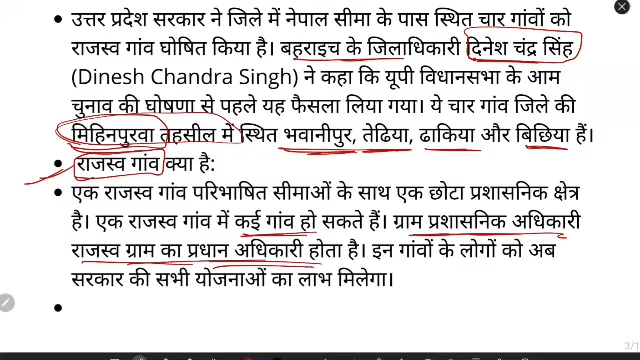 उत्तर प्रदेश सरकार ने जिले में नेपाल सीमा के पास स्थित चार गांवों को
राजस्व गांव घोषित किया है। बहराइच के जिलाधिकारी दिनेश चंद्र सिंह
(Dinesh Chandra Singh) ने कहा कि यूपी विधानसभा के आम
चुनाव की घोषणा से पहले यह फैसला लिया गया। ये चार गांव जिले की
मिहिनपुरवा तहसील में स्थित भवानीपुर, तेढिया, ढाकिया और बिछिया हैं।
• राजस्व गांव क्या है:
• एक राजस्व गांव परिभाषित सीमाओं के साथ एक छोटा प्रशासनिक क्षेत्र
है। एक राजस्व गांव में कई गांव हो सकते हैं। ग्राम प्रशासनिक अधिकारी
राजस्व ग्राम का प्रधान अधिकारी होता है। इन गांवों के लोगों को अब
सरकार की सभी योजनाओं का लाभ मिलेगा।
•
3/1